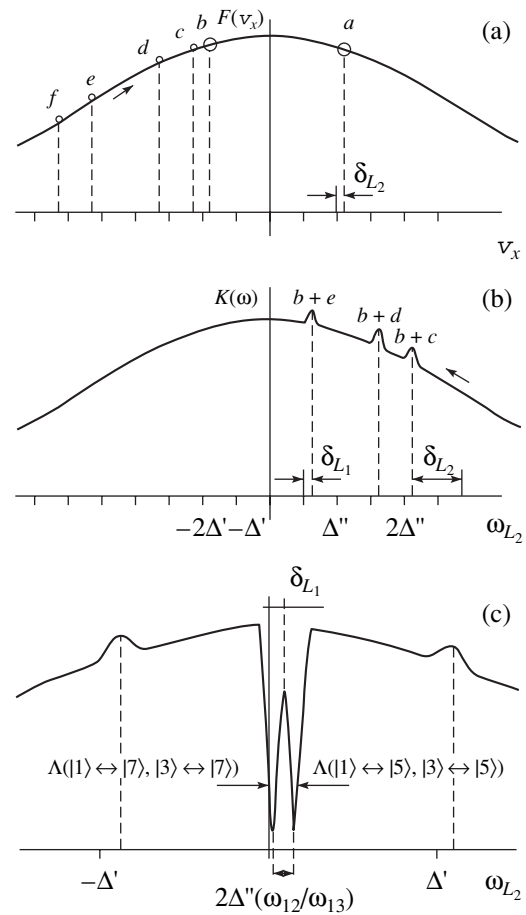 F(v_x) (a)
a
b
c
d
e
f
δ_{L_2}
v_x
K(ω) (b)
b + e
b + d
b + c
δ_{L_1} δ_{L_2}
−2Δ' −Δ' Δ'' 2Δ'' ω_{L_2}
(c)
δ_{L_1}
Λ(|1⟩ ↔ |7⟩, |3⟩ ↔ |7⟩) Λ(|1⟩ ↔ |5⟩, |3⟩ ↔ |5⟩)
−Δ' Δ' ω_{L_2}
2Δ''(ω_{12}/ω_{13})